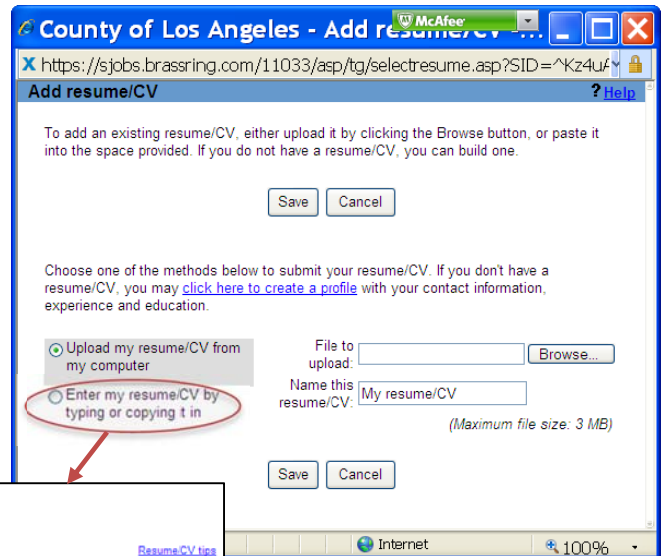 County of Los Angeles - Add resume/CV -...
McAfee
https://sjobs.brassring.com/11033/asp/tg/selectresume.asp?SID=^Kz4uA
Add resume/CV
? Help
To add an existing resume/CV, either upload it by clicking the Browse button, or paste it
into the space provided. If you do not have a resume/CV, you can build one.
Save Cancel
Choose one of the methods below to submit your resume/CV. If you don't have a
resume/CV, you may click here to create a profile with your contact information,
experience and education.
Upload my resume/CV from
my computer
File to
upload:
Browse...
Enter my resume/CV by
typing or copying t in
Name this
resume/CV:
My resume/CV
(Maximum file size: 3 MB)
Save Cancel
Resume/CV tips
Internet
100%